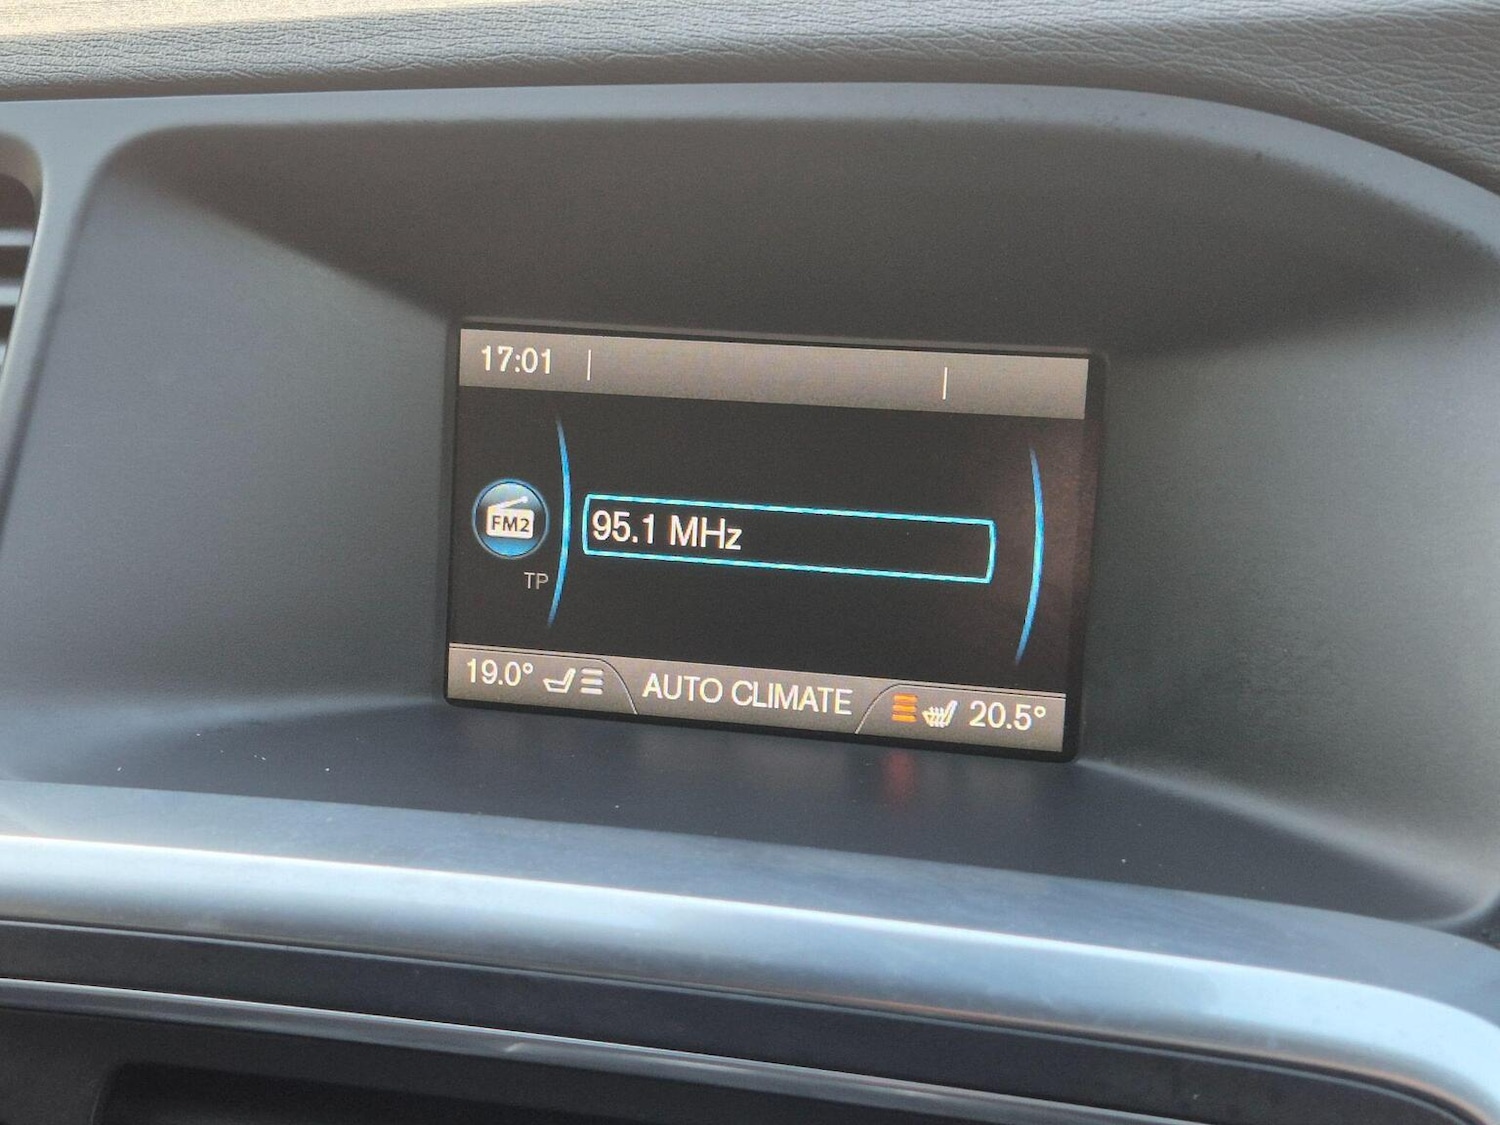 17:01
FM2
95.1 MHz
TP
19.0° AUTO CLIMATE 20.5°